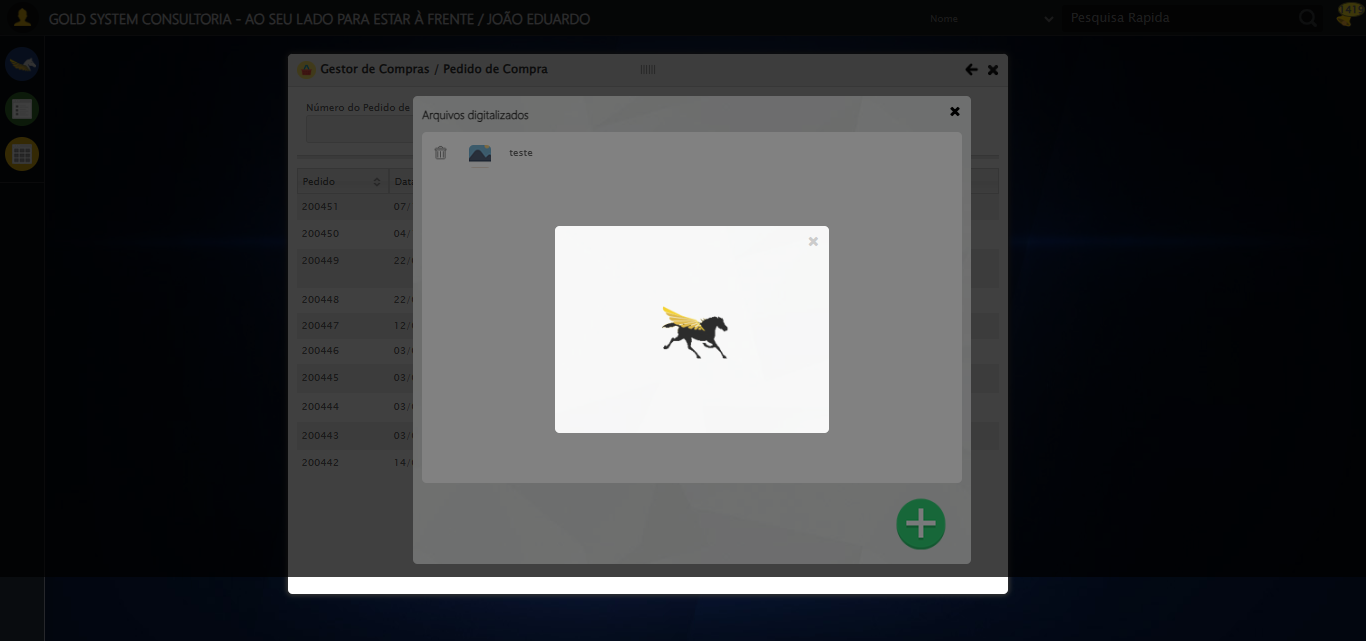 GOLD SYSTEM CONSULTORIA - AO SEU LADO PARA ESTAR À FRENTE / JOÃO EDUARDO
Nome
Pesquisa Rapida
Gestor de Compras / Pedido de Compra
Número do Pedido de
Arquivos digitalizados
teste
Pedido
Data
200451 07/
200450 04/
200449 22/
200448 22/
200447 12/
200446 03/
200445 03/
200444 03/
200443 03/
200442 14/